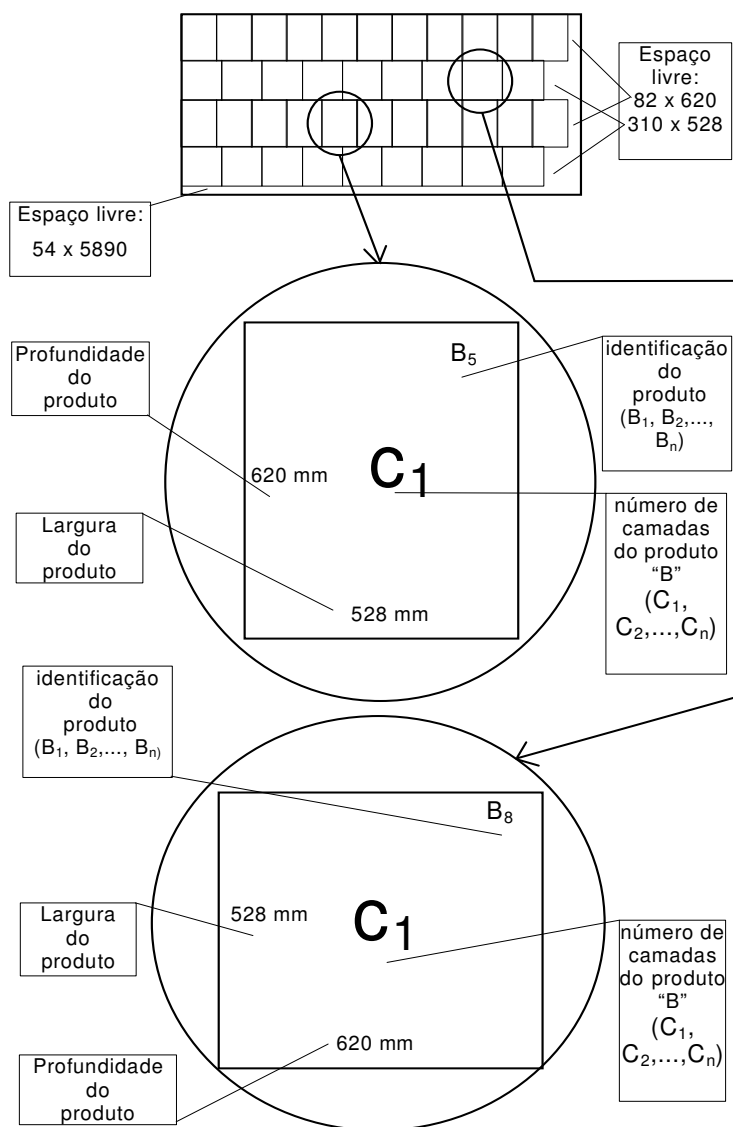 Espaço
livre:
82 x 620
310 x 528
Espaço livre:
54 x 5890
Profundidade
do
produto
B5
identificação
do
produto
(B1, B2,...,
Bn)
620 mm
C1
Largura
do
produto
528 mm
número de
camadas
do produto
“B”
(C1,
C2,...,Cn)
identificação
do
produto
(B1, B2,..., Bn)
B8
Largura
do
produto
528 mm
C1
número de
camadas
do produto
“B”
(C1,
C2,...,Cn)
620 mm
Profundidade
do
produto